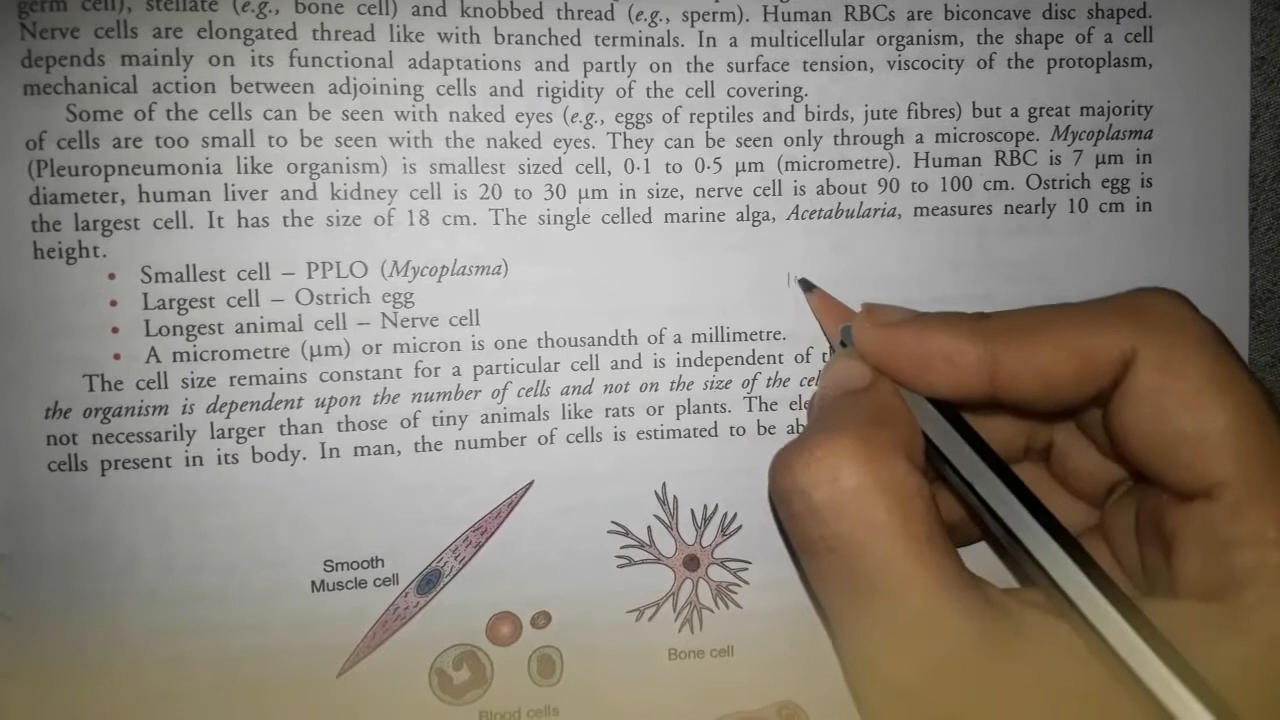 germ cell), stellate (e.g., bone cell) and knobbed thread (e.g., sperm). Human RBCs are biconcave disc shaped.
Nerve cells are elongated thread like with branched terminals. In a multicellular organism, the shape of a cell
depends mainly on its functional adaptations and partly on the surface tension, viscocity of the protoplasm,
mechanical action between adjoining cells and rigidity of the cell covering.
Some of the cells can be seen with naked eyes (e.g., eggs of reptiles and birds, jute fibres) but a great majority
of cells are too small to be seen with the naked eyes. They can be seen only through a microscope. Mycoplasma
(Pleuropneumonia like organism) is smallest sized cell, 0·1 to 0·5 µm (micrometre). Human RBC is 7 µm in
diameter, human liver and kidney cell is 20 to 30 µm in size, nerve cell is about 90 to 100 cm. Ostrich egg is
the largest cell. It has the size of 18 cm. The single celled marine alga, Acetabularia, measures nearly 10 cm in
height.
• Smallest cell – PPLO (Mycoplasma)
• Largest cell – Ostrich egg
• Longest animal cell – Nerve cell
• A micrometre (µm) or micron is one thousandth of a millimetre.
The cell size remains constant for a particular cell and is independent of
the organism is dependent upon the number of cells and not on the size of the
not necessarily larger than those of tiny animals like rats or plants. The
cells present in its body. In man, the number of cells is estimated to be
Smooth
Muscle cell
Bone cell
Blood cells